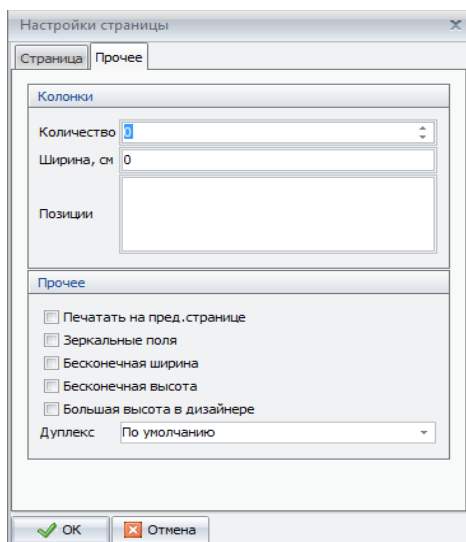 Настройки страницы
Страница Прочее
Колонки
Количество 0
Ширина, см 0
Позиции
Прочее
Печатать на пред.странице
Зеркальные поля
Бесконечная ширина
Бесконечная высота
Большая высота в дизайнере
Дуплекс По умолчанию
ОК Отмена